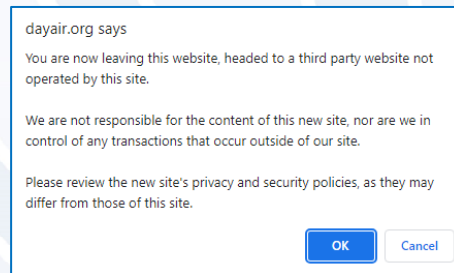 dayair.org says
You are now leaving this website, headed to a third party website not
operated by this site.
We are not responsible for the content of this new site, nor are we in
control of any transactions that occur outside of our site.
Please review the new site's privacy and security policies, as they may
differ from those of this site.
OK Cancel